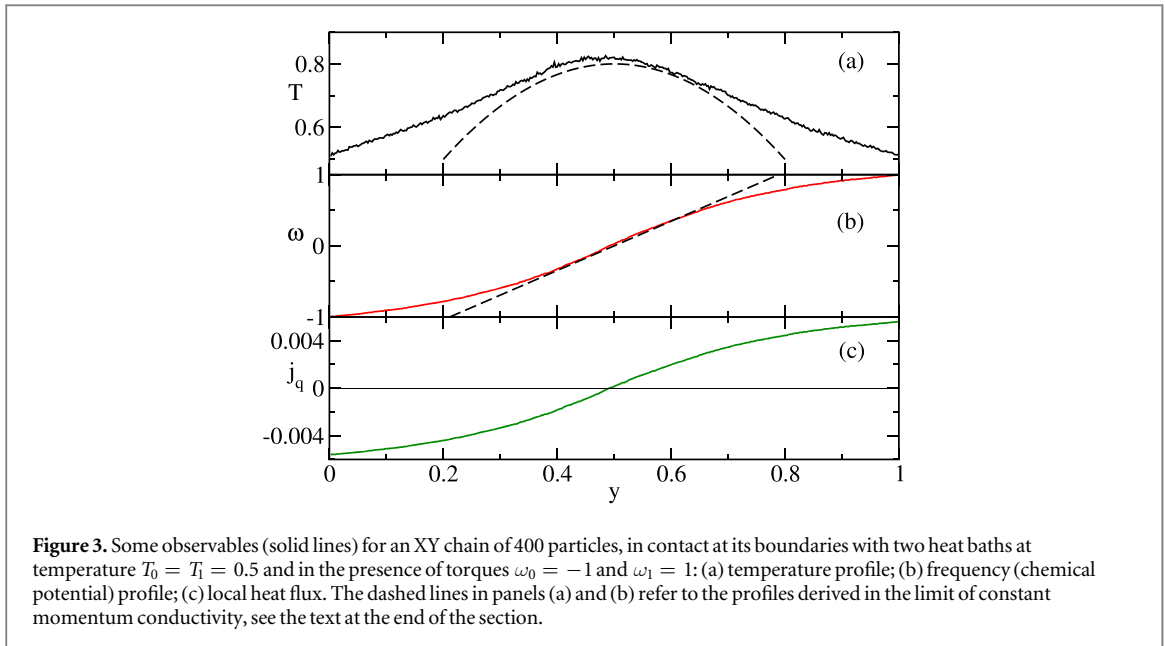 (a)
0.8
T
0.6
1
(b)
ω
0
-1
(c)
0.004
j_q
0
-0.004
0
0.2
0.4
0.6
0.8
1
y
Figure 3. Some observables (solid lines) for an XY chain of 400 particles, in contact at its boundaries with two heat baths at
temperature T₀ = T₁ = 0.5 and in the presence of torques ω₀ = −1 and ω₁ = 1: (a) temperature profile; (b) frequency (chemical
potential) profile; (c) local heat flux. The dashed lines in panels (a) and (b) refer to the profiles derived in the limit of constant
momentum conductivity, see the text at the end of the section.